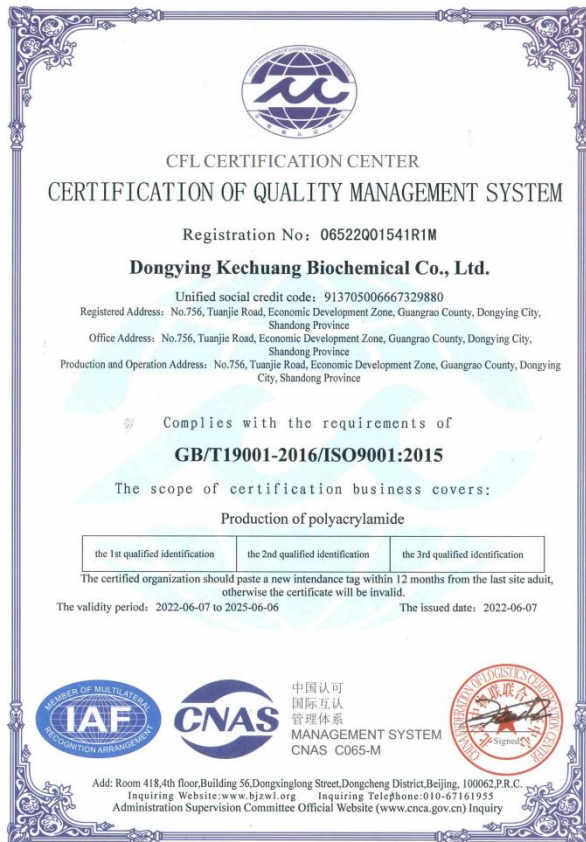 CFL CERTIFICATION CENTER
CERTIFICATION OF QUALITY MANAGEMENT SYSTEM
Registration No: 06522Q01541R1M
Dongying Kechuang Biochemical Co., Ltd.
Unified social credit code: 913705006667329880
Registered Address: No.756, Tuanjie Road, Economic Development Zone, Guangrao County, Dongying City,
Shandong Province
Office Address: No.756, Tuanjie Road, Economic Development Zone, Guangrao County, Dongying City,
Shandong Province
Production and Operation Address: No.756, Tuanjie Road, Economic Development Zone, Guangrao County, Dongying
City, Shandong Province
Complies with the requirements of
GB/T19001-2016/ISO9001:2015
The scope of certification business covers:
Production of polyacrylamide
the 1st qualified identification
the 2nd qualified identification
the 3rd qualified identification
The certified organization should paste a new intendance tag within 12 months from the last site aduit,
otherwise the certificate will be invalid.
The validity period: 2022-06-07 to 2025-06-06
The issued date: 2022-06-07
MEMBER OF MULTILATERAL
IAF
RECOGNITION ARRANGEMENT
CNAS
中国认可
国际互认
管理体系
MANAGEMENT SYSTEM
CNAS C065-M
Signed
Add: Room 418,4th floor,Building 56,Dongxinglong Street,Dongcheng District,Beijing, 100062,P.R.C.
Inquiring Website:www.bjzwl.org Inquiring Telephone:010-67161955
Administration Supervision Committee Official Website (www.cnca.gov.cn) Inquiry